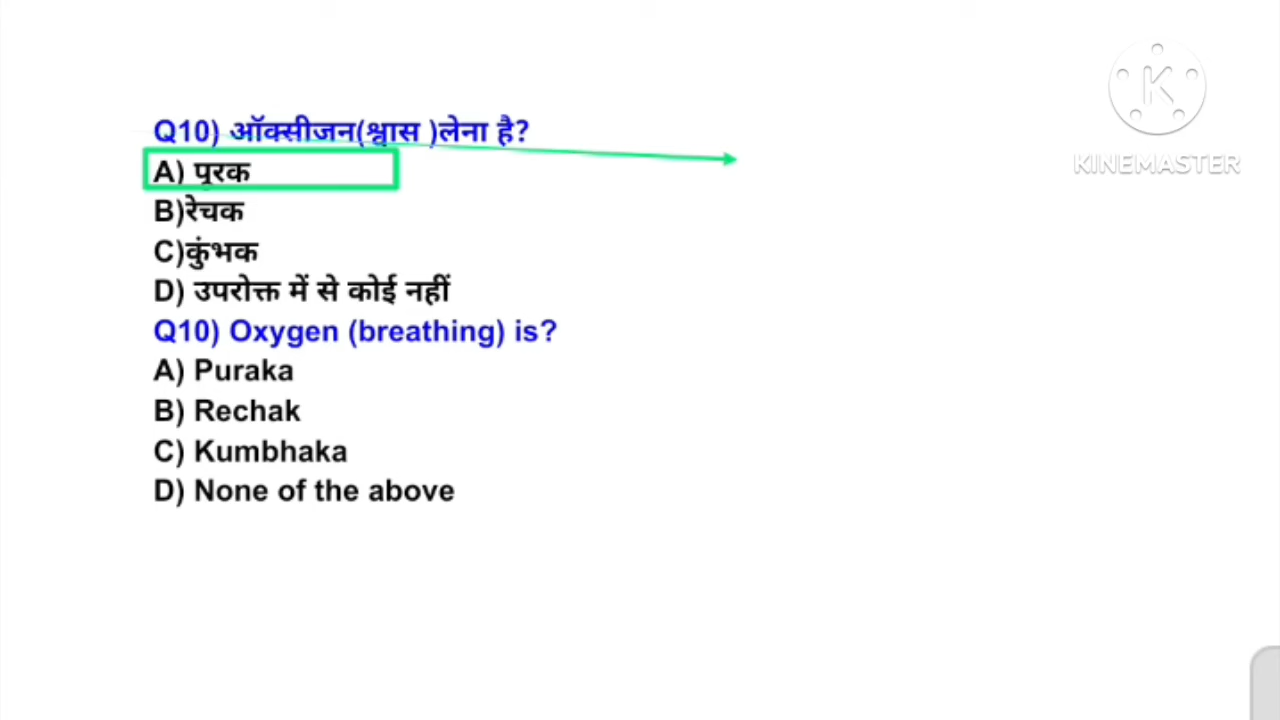 Q10) ऑक्सीजन(श्वास )लेना है?
A) पूरक
B)रेचक
C)कुंभक
D) उपरोक्त में से कोई नहीं
Q10) Oxygen (breathing) is?
A) Puraka
B) Rechak
C) Kumbhaka
D) None of the above
K
KINEMASTER